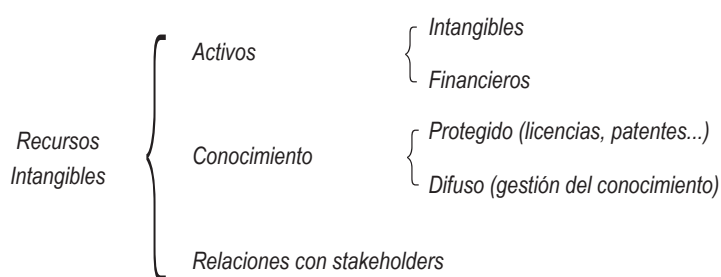 Recursos
Intangibles
Activos
Intangibles
Financieros
Conocimiento
Protegido (licencias, patentes...)
Difuso (gestión del conocimiento)
Relaciones con stakeholders